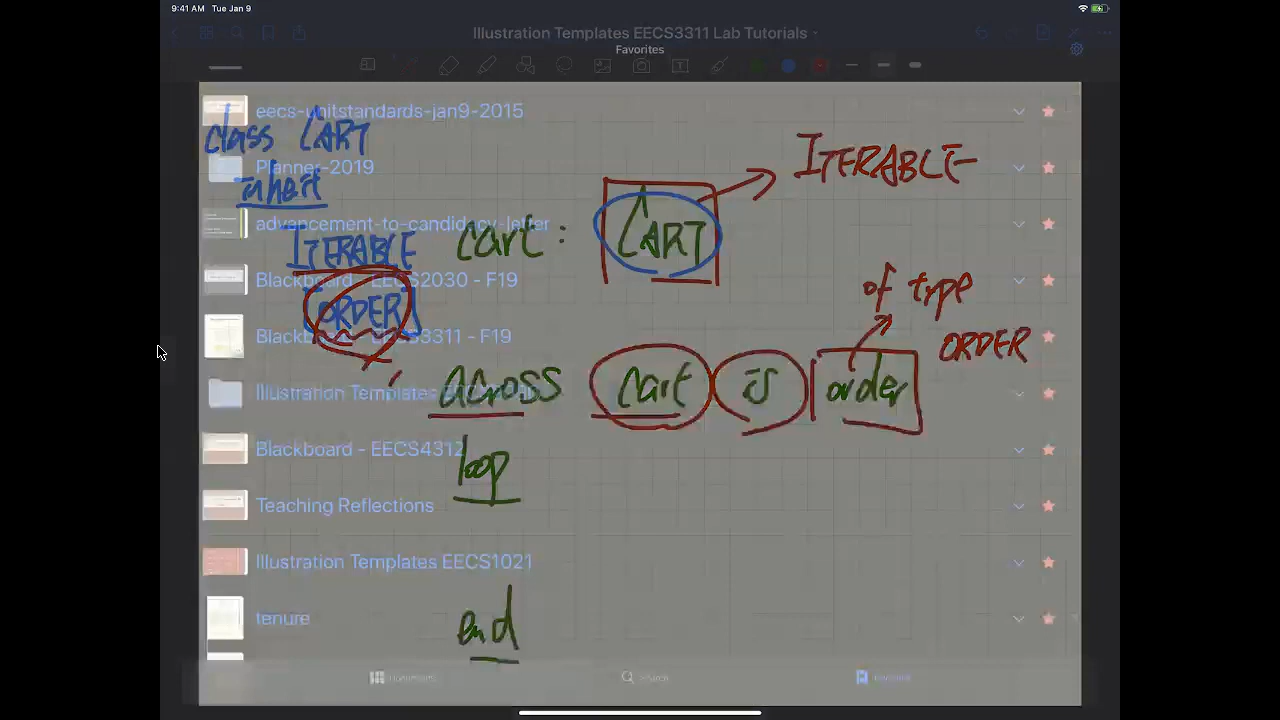 9:41 AM Tue Jan 9
Illustration Templates EECS3311 Lab Tutorials
Favorites
eecs-unitstandards-jan9-2015
Planner-2019
advancement-to-candidacy-letter
Blackboard - EECS2030 - F19
Blackboard - EECS3311 - F19
Illustration Templates
Blackboard - EECS4312
Teaching Reflections
Illustration Templates EECS1021
tenure
Documents
Search
class CART
inherit
ITERABLE
[ORDER]
cart: CART
ITERABLE
of type
ORDER
across cart is order
loop
end